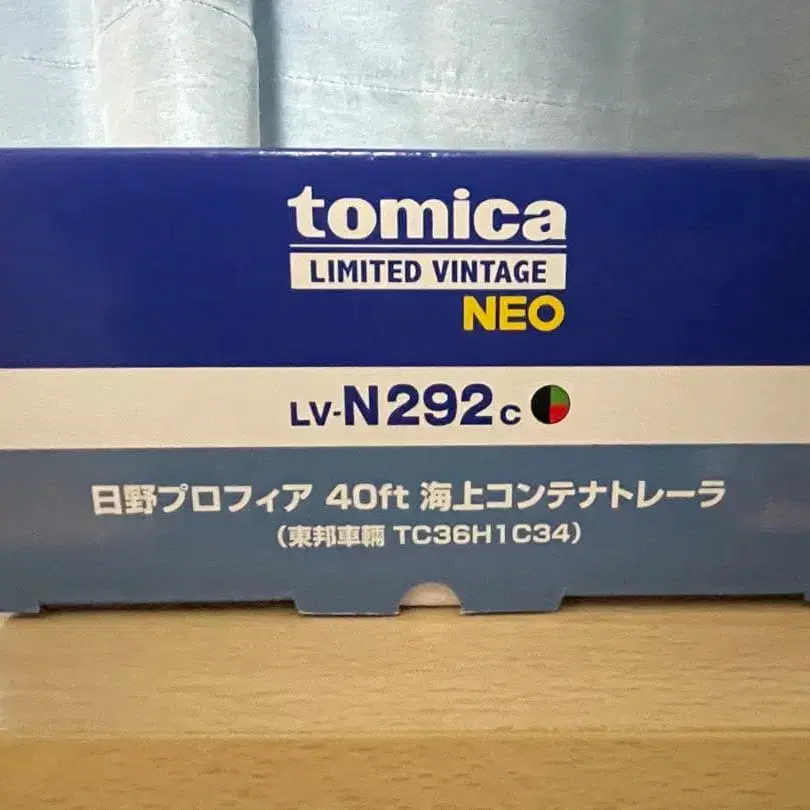 tomica
LIMITED VINTAGE
NEO
LV-N292c
日野プロフィア 40ft 海上コンテナトレーラ
(東邦車輛 TC36H1C34)